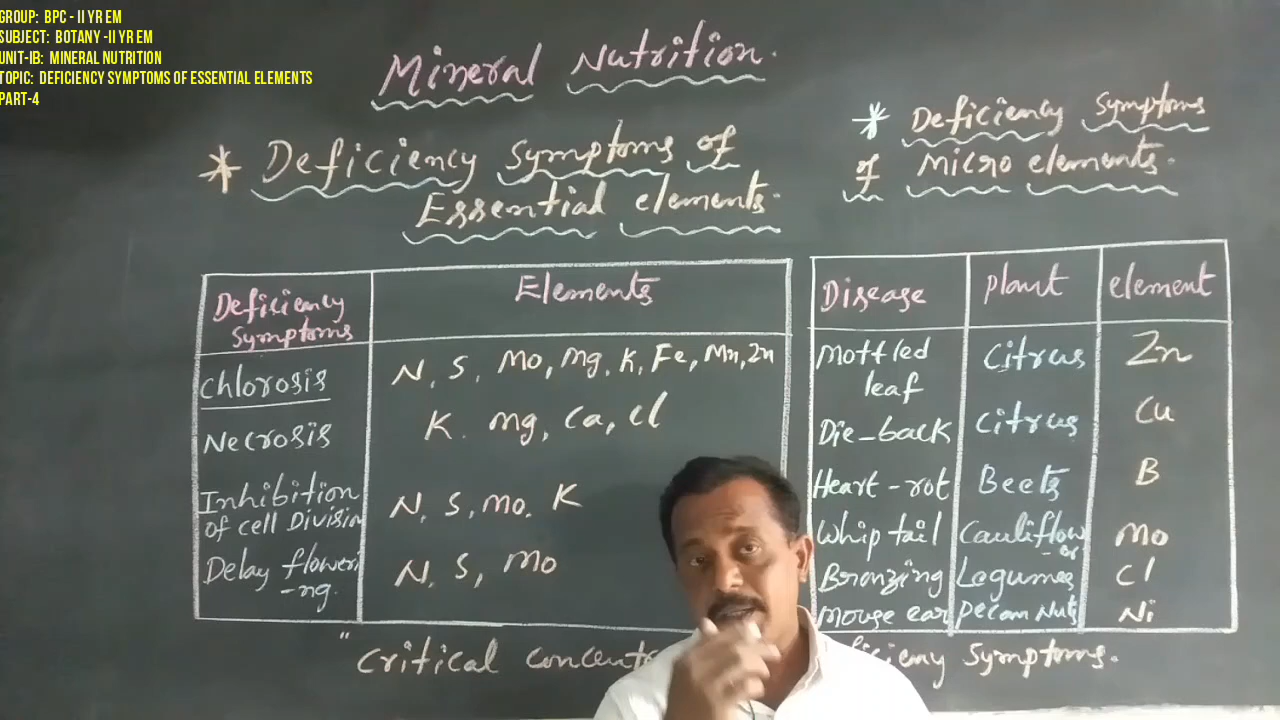 GROUP: BPC - II YR EM
SUBJECT: BOTANY -II YR EM
UNIT-IB: MINERAL NUTRITION
TOPIC: DEFICIENCY SYMPTOMS OF ESSENTIAL ELEMENTS
PART-4
Mineral Nutrition.
* Deficiency Symptoms of
Essential elements.
Deficiency
Symptoms
Elements
Chlorosis
N, S, Mo, Mg, K, Fe, Mn, Zn
Necrosis
K. Mg, Ca, Cl
Inhibition
of cell Division
N, S, Mo, K
Delay floweri
-ng.
N, S, Mo
* Deficiency Symptoms
of Micro elements.
Disease Plant element
Mottled
leaf
Citrus Zn
Die-back Citrus Cu
Heart-rot Beets B
Whip tail Cauliflow
-er
Mo
Bronzing Legumes Cl
Mouse ear Pecan Nuts Ni
"Critical Symptoms.